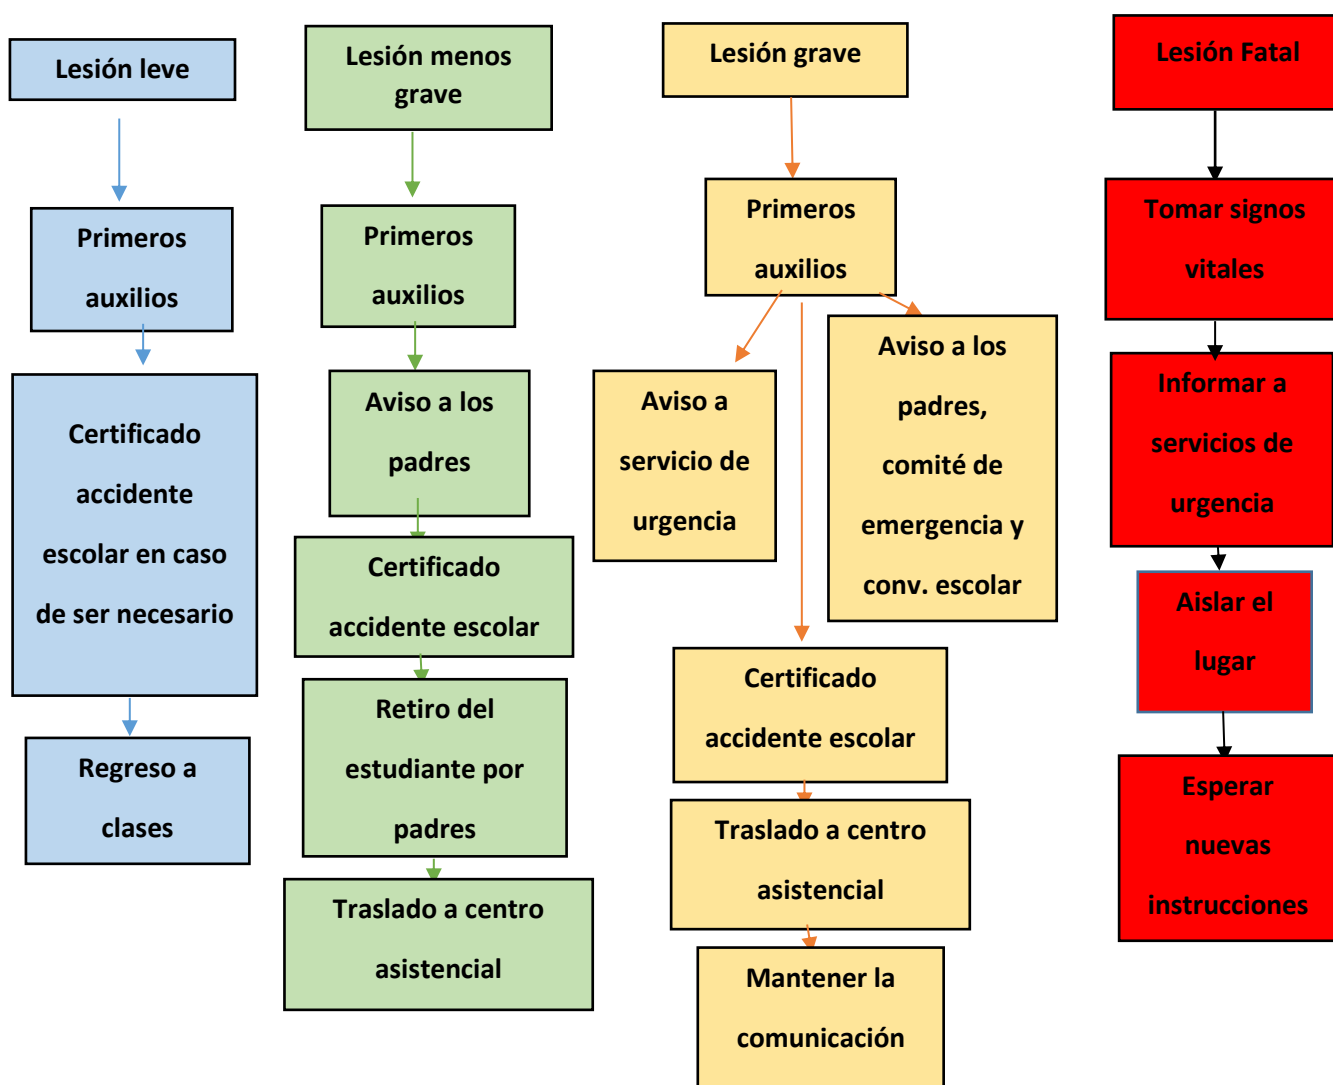 Lesión leve
Primeros
auxilios
Certificado
accidente
escolar en caso
de ser necesario
Regreso a
clases
Lesión menos
grave
Primeros
auxilios
Aviso a los
padres
Certificado
accidente escolar
Retiro del
estudiante por
padres
Traslado a centro
asistencial
Lesión grave
Primeros
auxilios
Aviso a
servicio de
urgencia
Aviso a los
padres,
comité de
emergencia y
conv. escolar
Certificado
accidente escolar
Traslado a centro
asistencial
Mantener la
comunicación
Lesión Fatal
Tomar signos
vitales
Informar a
servicios de
urgencia
Aislar el
lugar
Esperar
nuevas
instrucciones